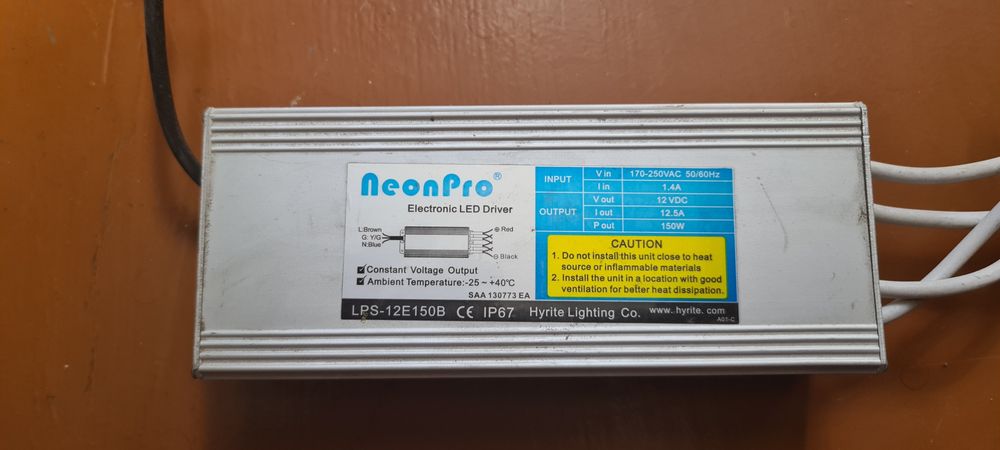 NeonPro®
Electronic LED Driver
L:Brown
G: Y/G
N:Blue
⊕ Red
⊖ Black
Constant Voltage Output
Ambient Temperature:-25 ~ +40℃
SAA 130773 EA
INPUT
V in 170-250VAC 50/60Hz
I in 1.4A
OUTPUT
V out 12 VDC
I out 12.5A
P out 150W
CAUTION
1. Do not install this unit close to heat
source or inflammable materials
2. Install the unit in a location with good
ventilation for better heat dissipation.
LPS-12E150B CE IP67 Hyrite Lighting Co. www.hyrite.com
A01-C